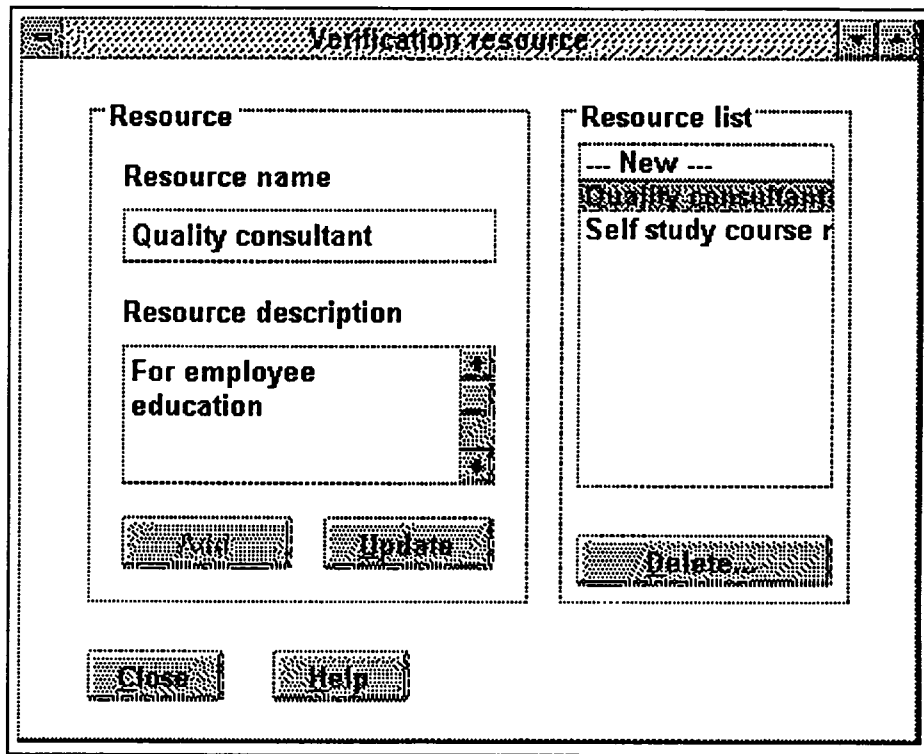 Verification resource
Resource
Resource name
Quality consultant
Resource description
For employee
education
Add
Update
Resource list
--- New ---
Quality consultant
Self study course r
Delete...
Close
Help